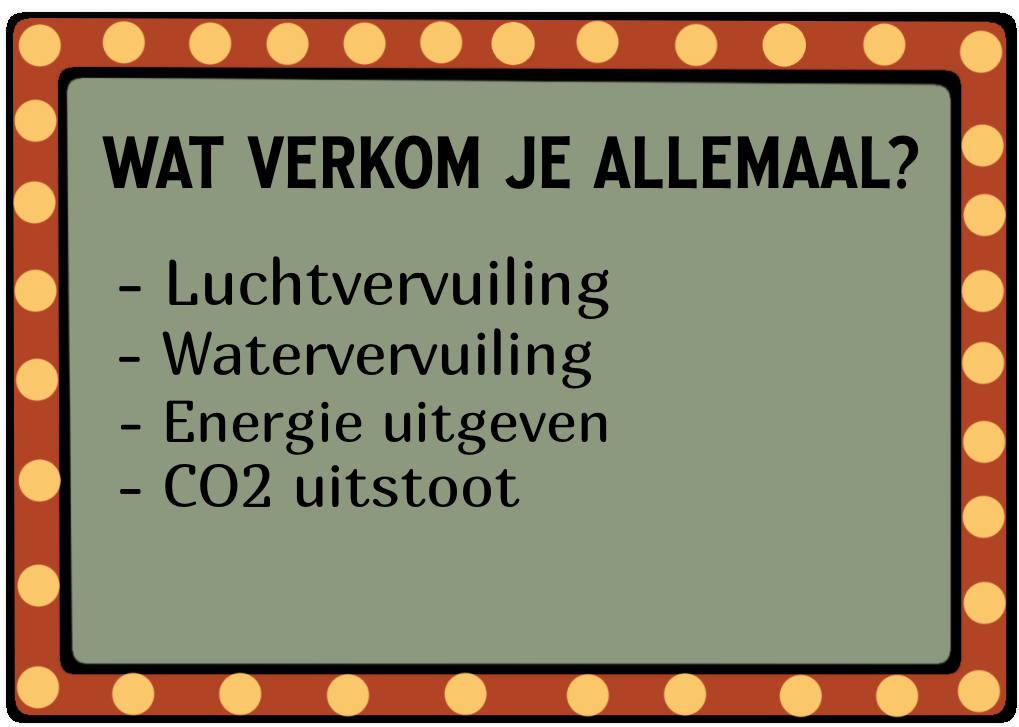 WAT VERKOM JE ALLEMAAL?
- Luchtvervuiling
- Watervervuiling
- Energie uitgeven
- CO2 uitstoot